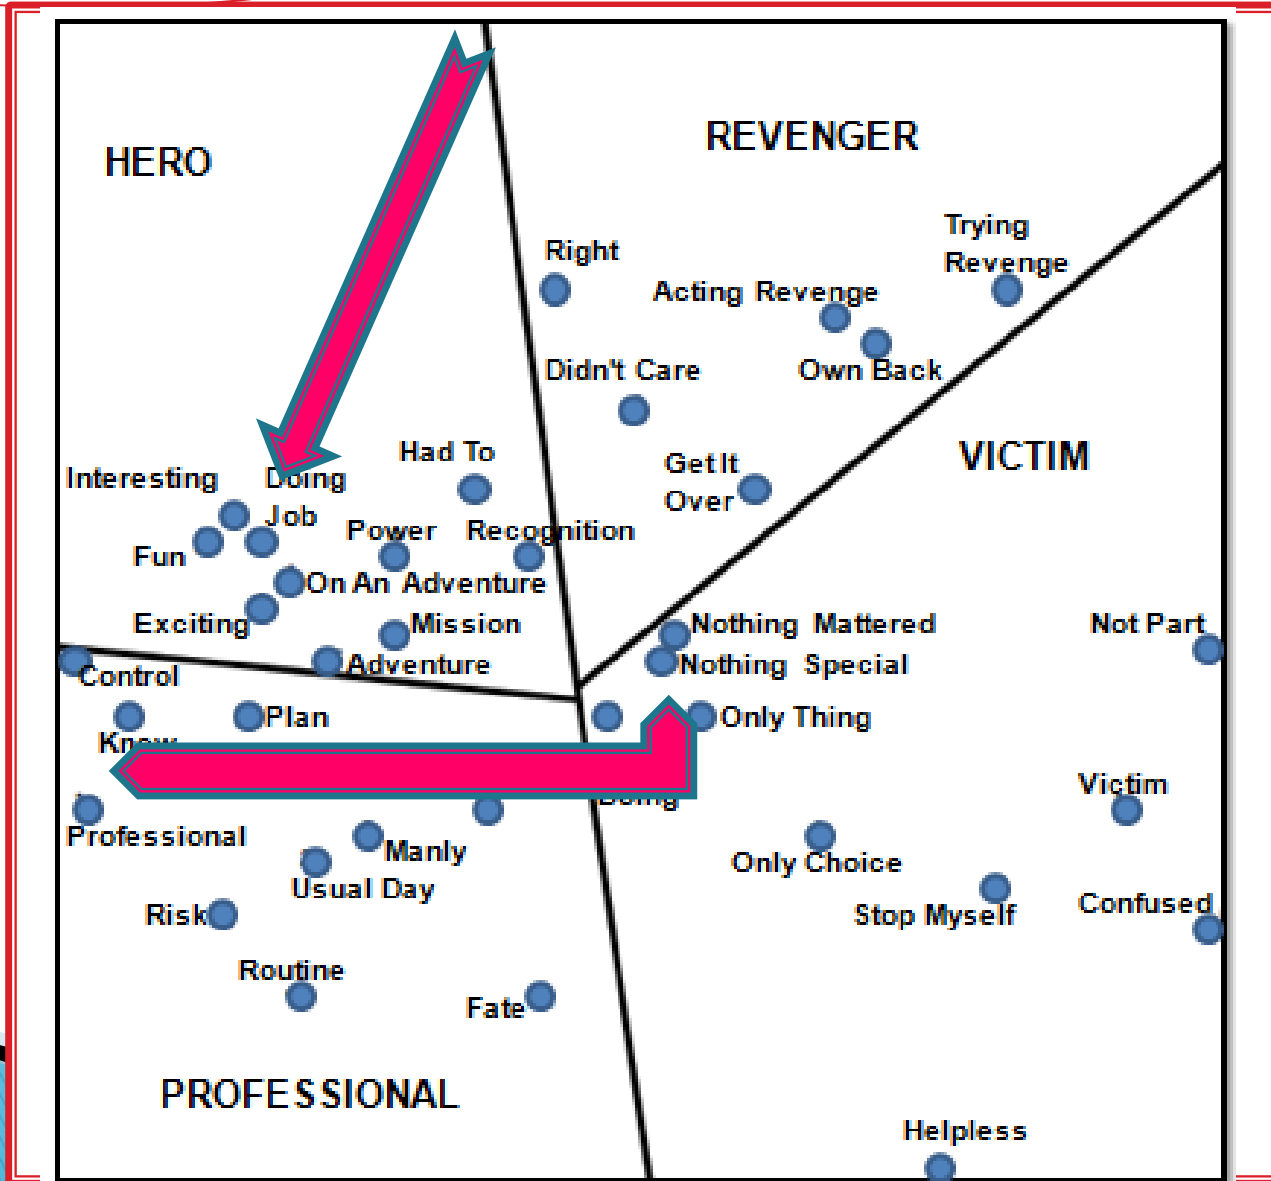 HERO
REVENGER
Trying
Revenge
Right
Acting Revenge
Own Back
Didn't Care
VICTIM
Had To
Get It
Over
Interesting
Doing
Job
Power
Recognition
Fun
On An Adventure
Exciting
Mission
Nothing Mattered
Not Part
Adventure
Nothing Special
Control
Plan
Only Thing
Know
Doing
Victim
Professional
Manly
Only Choice
Usual Day
Stop Myself
Confused
Risk
Routine
Fate
PROFESSIONAL
Helpless